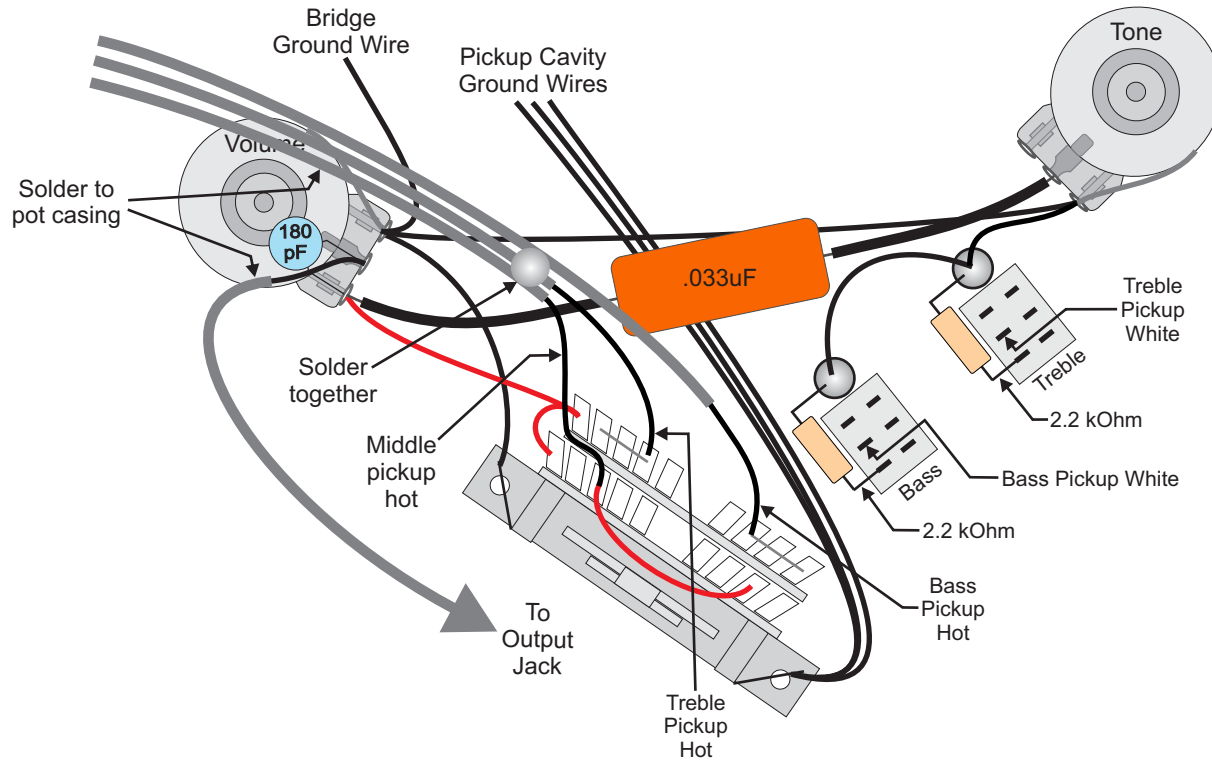 Bridge
Ground Wire
Pickup Cavity
Ground Wires
Tone
Volume
Solder to
pot casing
180
pF
.033uF
Treble
Pickup
White
Treble
2.2 kOhm
Solder
together
Middle
pickup
hot
Bass Pickup White
Bass
2.2 kOhm
To
Output
Jack
Bass
Pickup
Hot
Treble
Pickup
Hot